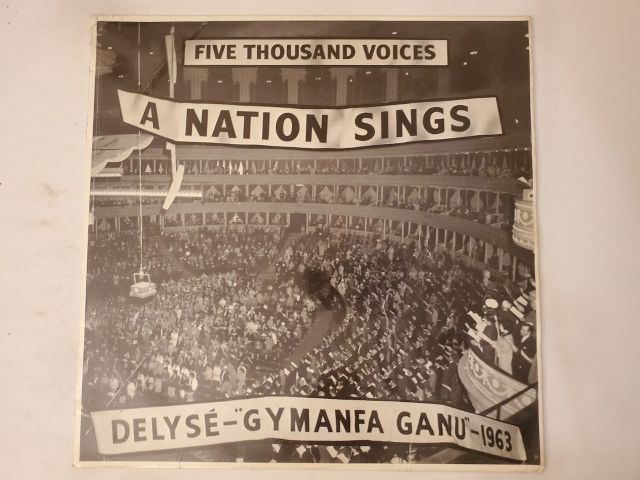 FIVE THOUSAND VOICES
A NATION SINGS
DELYSÉ-"GYMANFA GANU"-1963